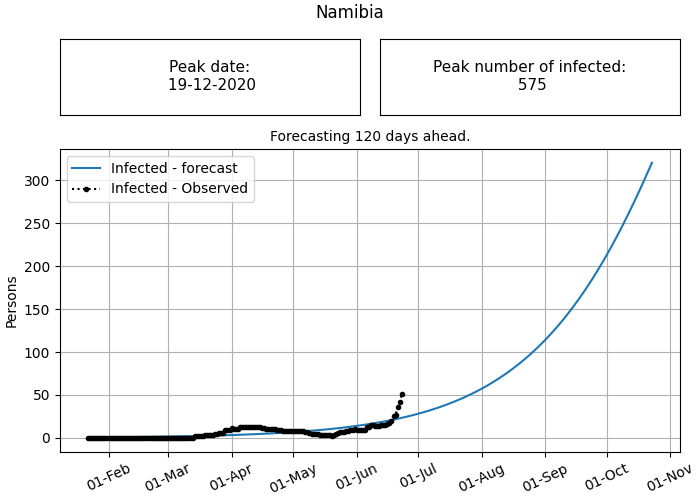 Namibia
Peak date:
19-12-2020
Peak number of infected:
575
Forecasting 120 days ahead.
Infected - forecast
Infected - Observed
Persons
300
250
200
150
100
50
0
01-Feb
01-Mar
01-Apr
01-May
01-Jun
01-Jul
01-Aug
01-Sep
01-Oct
01-Nov